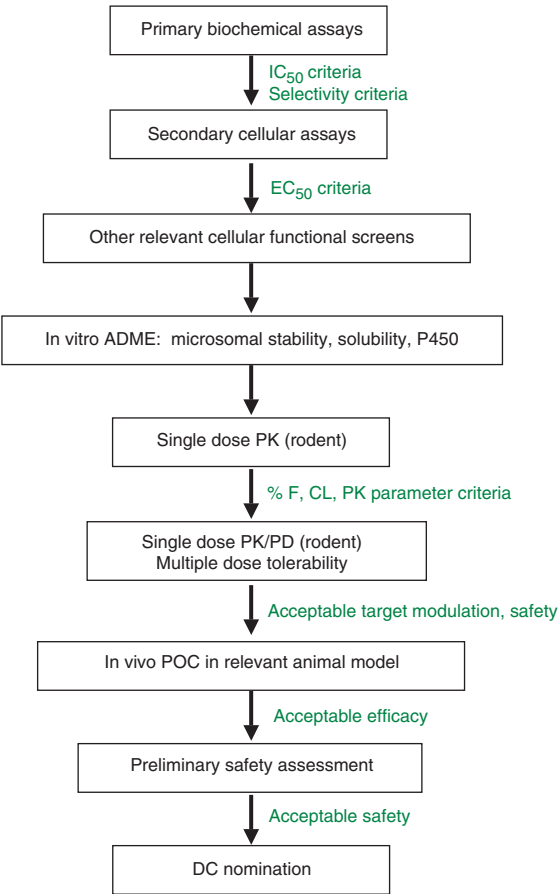 Primary biochemical assays
IC50 criteria
Selectivity criteria
Secondary cellular assays
EC50 criteria
Other relevant cellular functional screens
In vitro ADME: microsomal stability, solubility, P450
Single dose PK (rodent)
% F, CL, PK parameter criteria
Single dose PK/PD (rodent)
Multiple dose tolerability
Acceptable target modulation, safety
In vivo POC in relevant animal model
Acceptable efficacy
Preliminary safety assessment
Acceptable safety
DC nomination